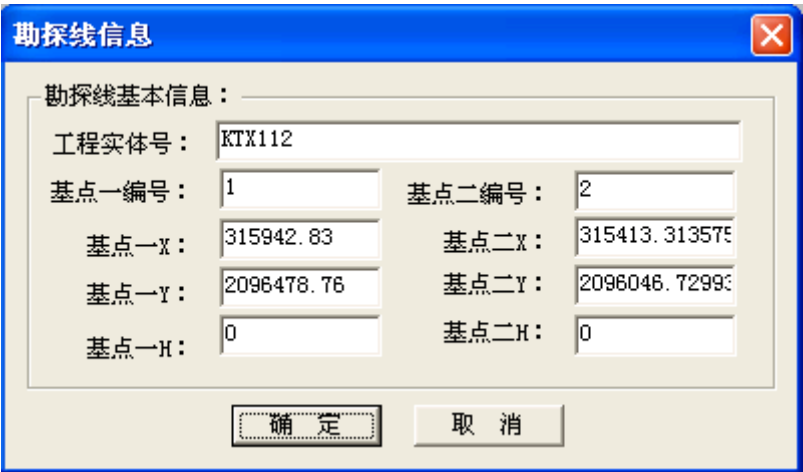 勘探线信息
勘探线基本信息：
工程实体号： KTX112
基点一编号： 1 基点二编号： 2
基点一X： 315942.83 基点二X： 315413.313575
基点一Y： 2096478.76 基点二Y： 2096046.72993
基点一H： 0 基点二H： 0
确 定 取 消